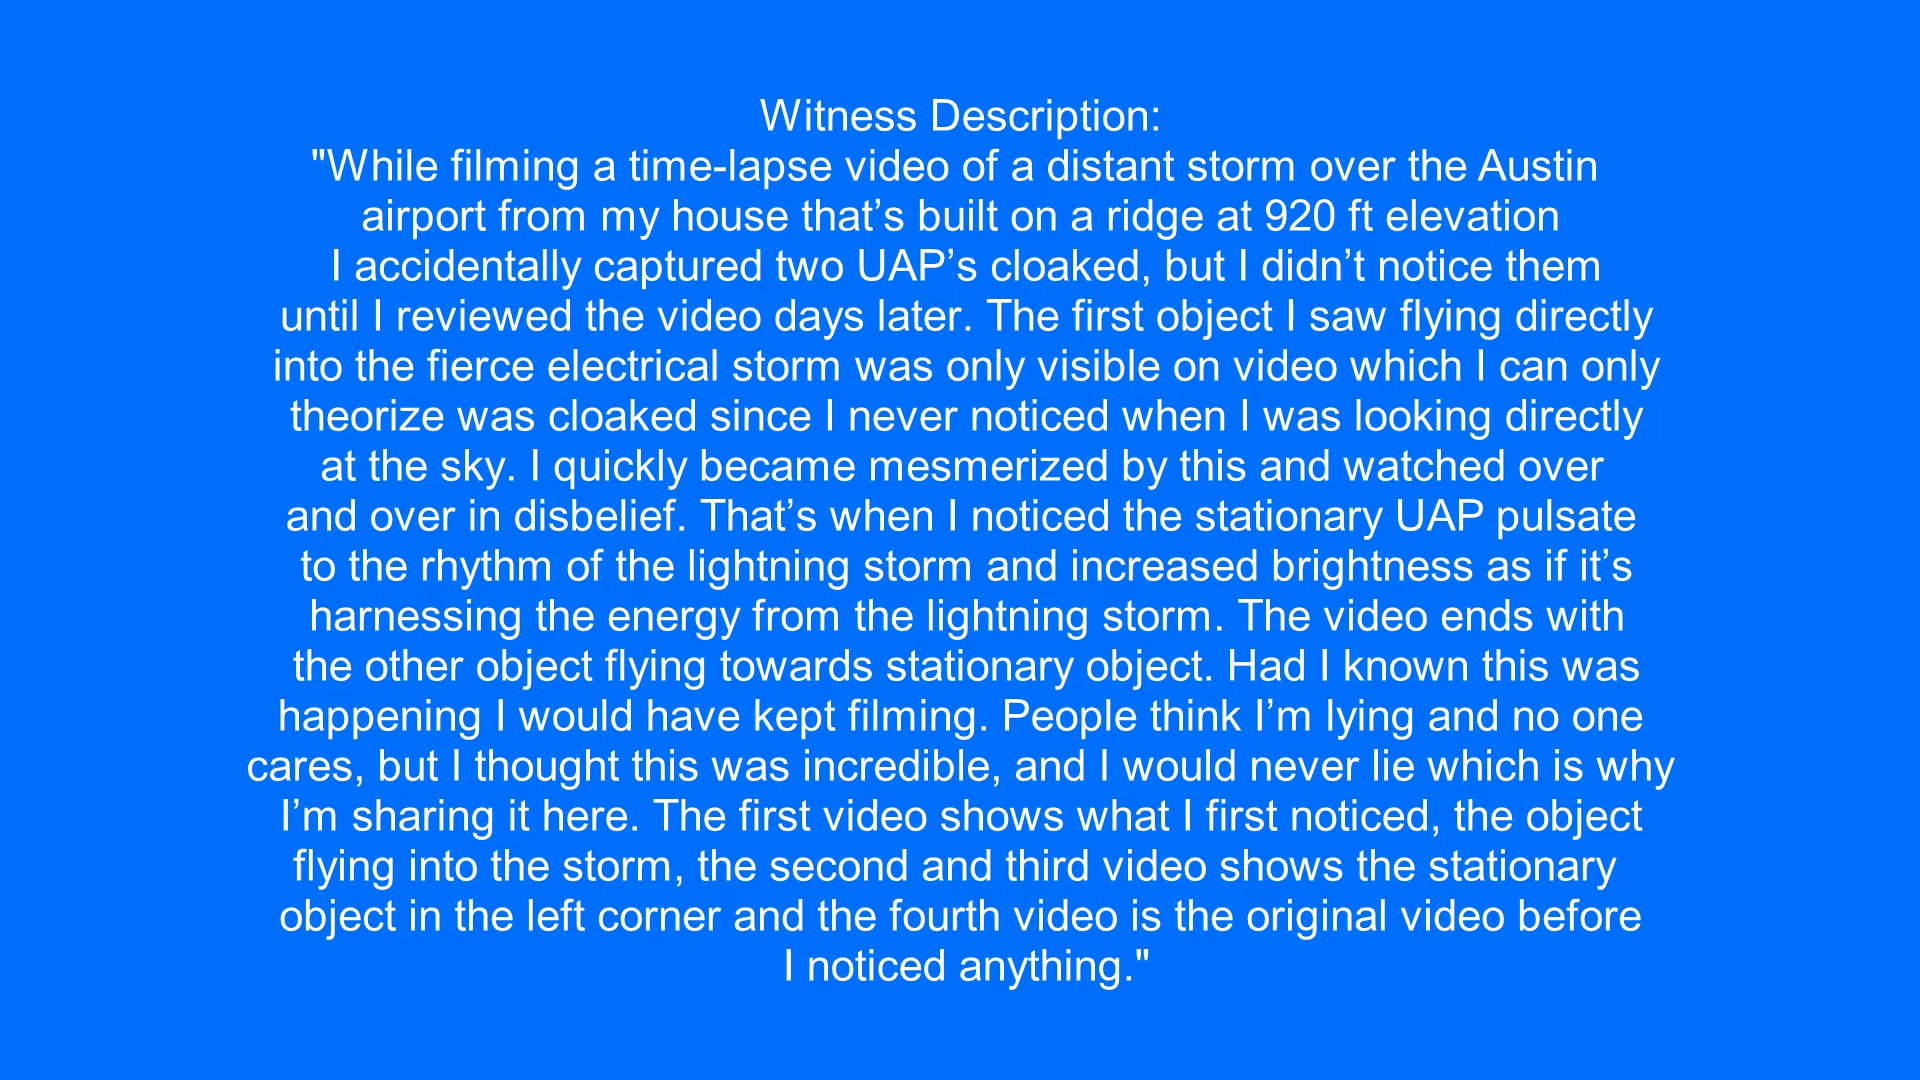 Witness Description:
"While filming a time-lapse video of a distant storm over the Austin
airport from my house that’s built on a ridge at 920 ft elevation
I accidentally captured two UAP’s cloaked, but I didn’t notice them
until I reviewed the video days later. The first object I saw flying directly
into the fierce electrical storm was only visible on video which I can only
theorize was cloaked since I never noticed when I was looking directly
at the sky. I quickly became mesmerized by this and watched over
and over in disbelief. That’s when I noticed the stationary UAP pulsate
to the rhythm of the lightning storm and increased brightness as if it’s
harnessing the energy from the lightning storm. The video ends with
the other object flying towards stationary object. Had I known this was
happening I would have kept filming. People think I’m lying and no one
cares, but I thought this was incredible, and I would never lie which is why
I’m sharing it here. The first video shows what I first noticed, the object
flying into the storm, the second and third video shows the stationary
object in the left corner and the fourth video is the original video before
I noticed anything."